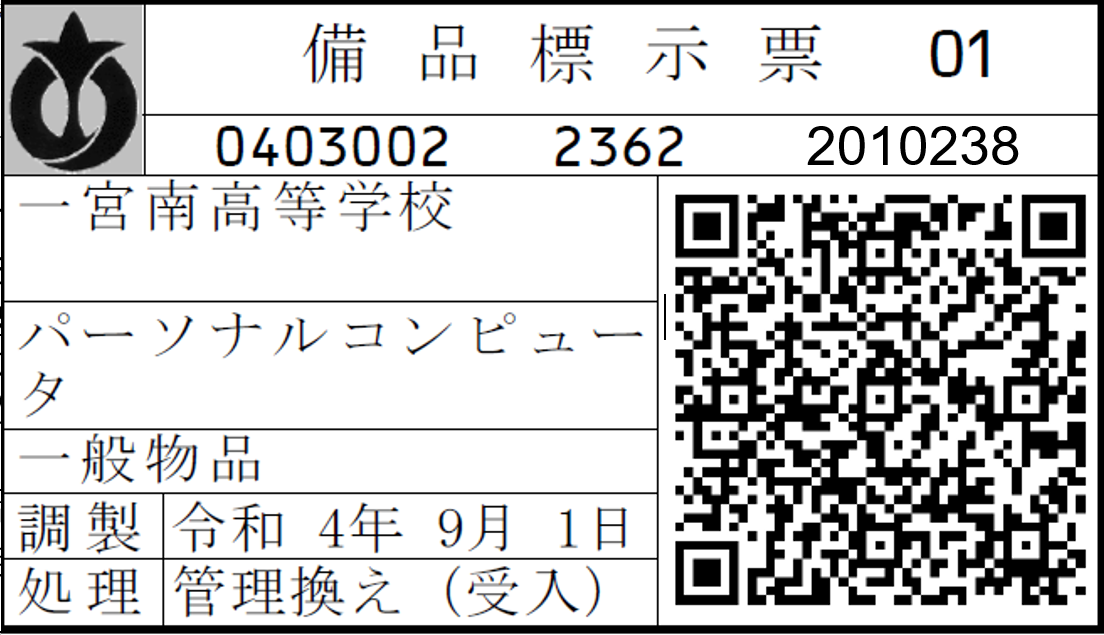 備品標示票 01
0403002 2362 2010238
一宮南高等学校
パーソナルコンピュー
タ
一般物品
調製 令和 4年 9月 1日
処理 管理換え (受入)